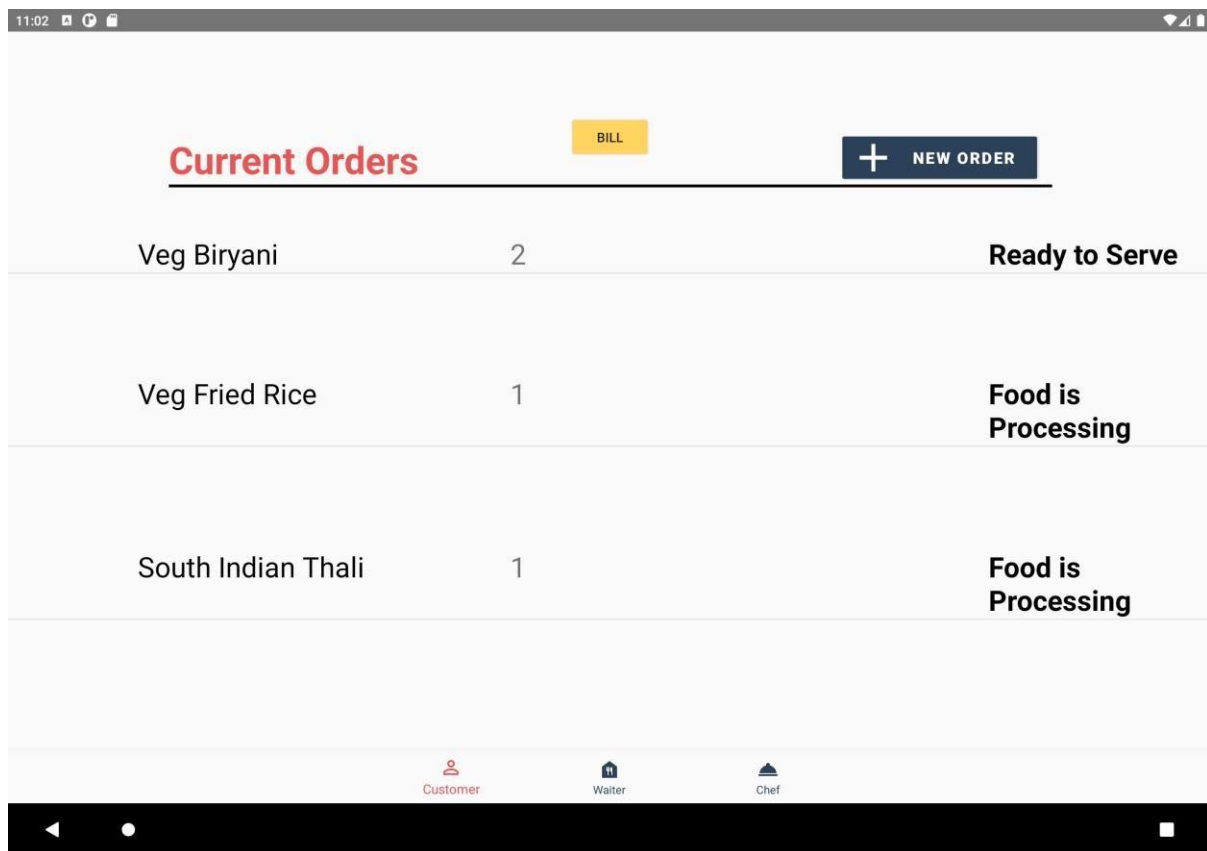 11:02
BILL
Current Orders
NEW ORDER
Veg Biryani 2 Ready to Serve
Veg Fried Rice 1 Food is
Processing
South Indian Thali 1 Food is
Processing
Customer Waiter Chef